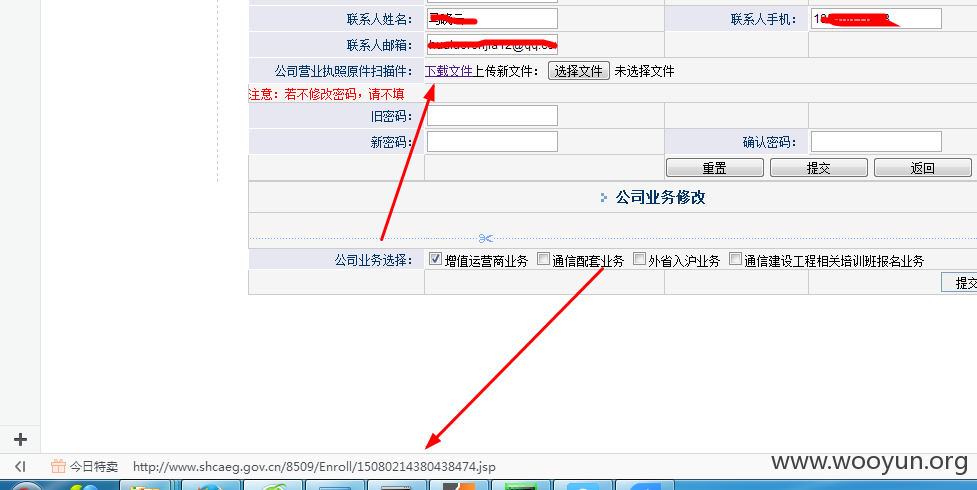 联系人姓名：
联系人手机：
联系人邮箱：
公司营业执照原件扫描件： 下载文件上传新文件： 选择文件 未选择文件
注意：若不修改密码，请不填
旧密码：
新密码： 确认密码：
重置 提交 返回
公司业务修改
公司业务选择： 增值运营商业务 通信配套业务 外省入沪业务 通信建设工程相关培训班报名业务
提交
今日特卖 http://www.shcaeg.gov.cn/8509/Enroll/15080214380438474.jsp
www.wooyun.org